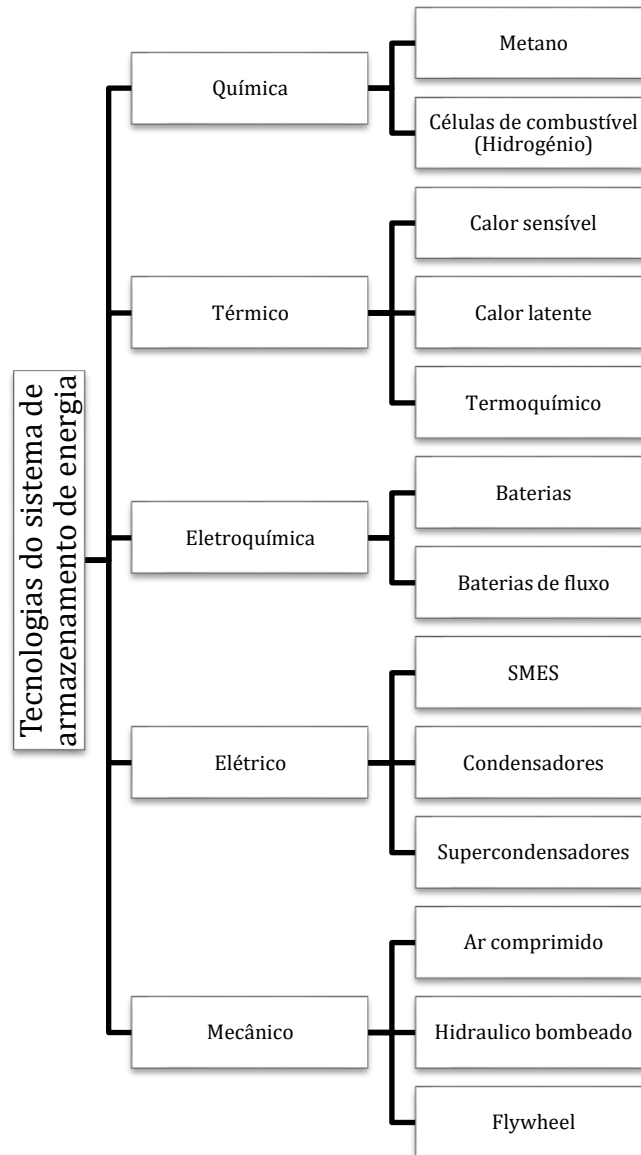 Tecnologias do sistema de
armazenamento de energia
Química
Metano
Células de combustível
(Hidrogénio)
Térmico
Calor sensível
Calor latente
Termoquímico
Eletroquímica
Baterias
Baterias de fluxo
Elétrico
SMES
Condensadores
Supercondensadores
Mecânico
Ar comprimido
Hidraulico bombeado
Flywheel